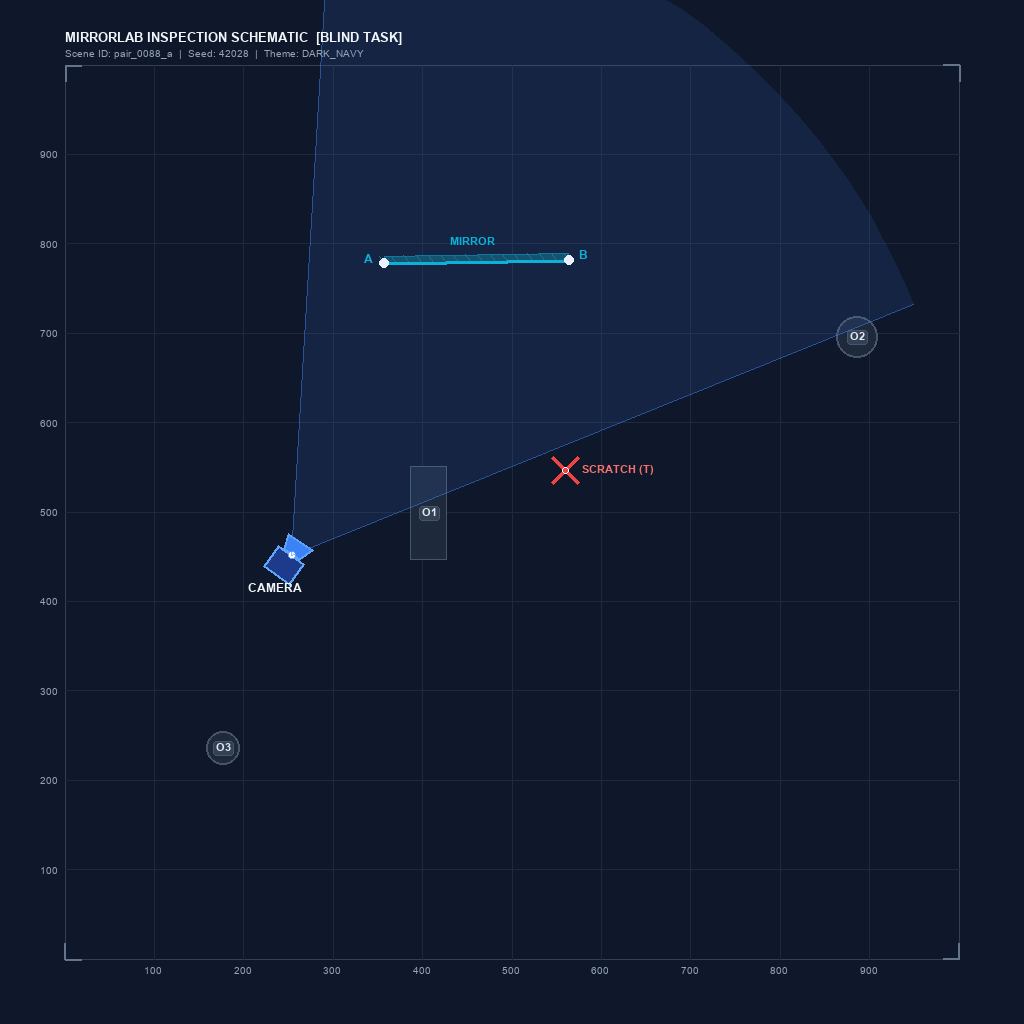 MIRRORLAB INSPECTION SCHEMATIC [BLIND TASK]
Scene ID: pair_0088_a | Seed: 42028 | Theme: DARK_NAVY
900
800
700
600
500
400
300
200
100
MIRROR
A
B
O2
SCRATCH (T)
O1
CAMERA
O3
100
200
300
400
500
600
700
800
900